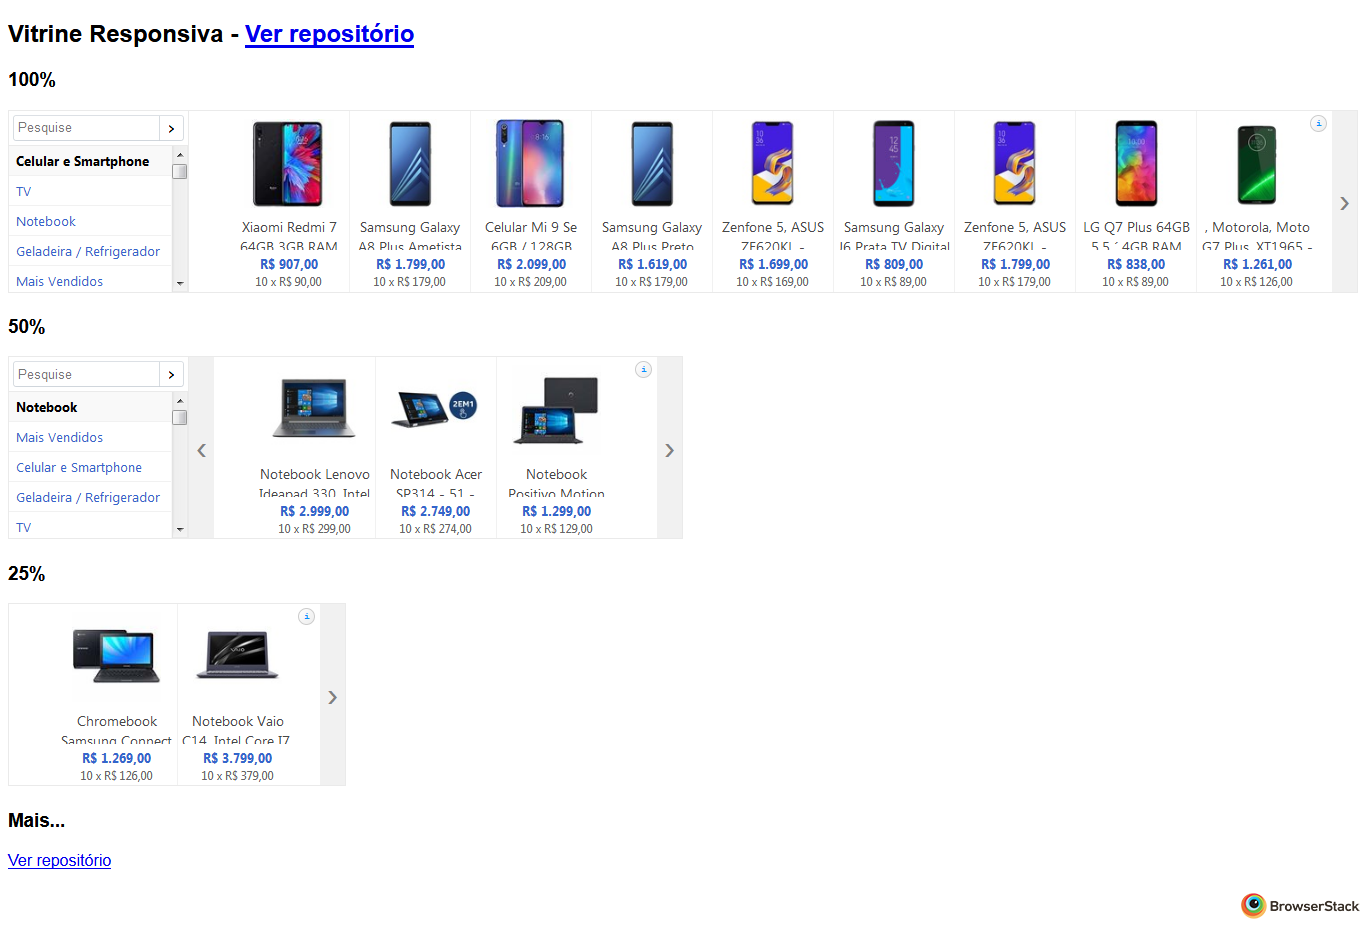 Vitrine Responsiva - Ver repositório
100%
Pesquise
Celular e Smartphone
TV
Notebook
Geladeira / Refrigerador
Mais Vendidos
Xiaomi Redmi 7
64GB 3GB RAM
R$ 907,00
10 x R$ 90,00
Samsung Galaxy
A8 Plus Ametista
R$ 1.799,00
10 x R$ 179,00
Celular Mi 9 Se
6GB / 128GB
R$ 2.099,00
10 x R$ 209,00
Samsung Galaxy
A8 Plus Preto
R$ 1.619,00
10 x R$ 179,00
Zenfone 5, ASUS
ZE620KL -
R$ 1.699,00
10 x R$ 169,00
Samsung Galaxy
J6 Prata TV Digital
R$ 809,00
10 x R$ 89,00
Zenfone 5, ASUS
ZE620KL -
R$ 1.799,00
10 x R$ 179,00
LG Q7 Plus 64GB
5.5´ 4GB RAM
R$ 838,00
10 x R$ 89,00
, Motorola, Moto
G7 Plus, XT1965 -
R$ 1.261,00
10 x R$ 126,00
50%
Pesquise
Notebook
Mais Vendidos
Celular e Smartphone
Geladeira / Refrigerador
TV
Notebook Lenovo
Ideapad 330, Intel
R$ 2.999,00
10 x R$ 299,00
2EM1
Notebook Acer
SP314 - 51 -
R$ 2.749,00
10 x R$ 274,00
Notebook
Positivo Motion
R$ 1.299,00
10 x R$ 129,00
25%
Chromebook
Samsung Connect
R$ 1.269,00
10 x R$ 126,00
VAIO
Notebook Vaio
C14, Intel Core I7
R$ 3.799,00
10 x R$ 379,00
Mais...
Ver repositório
BrowserStack